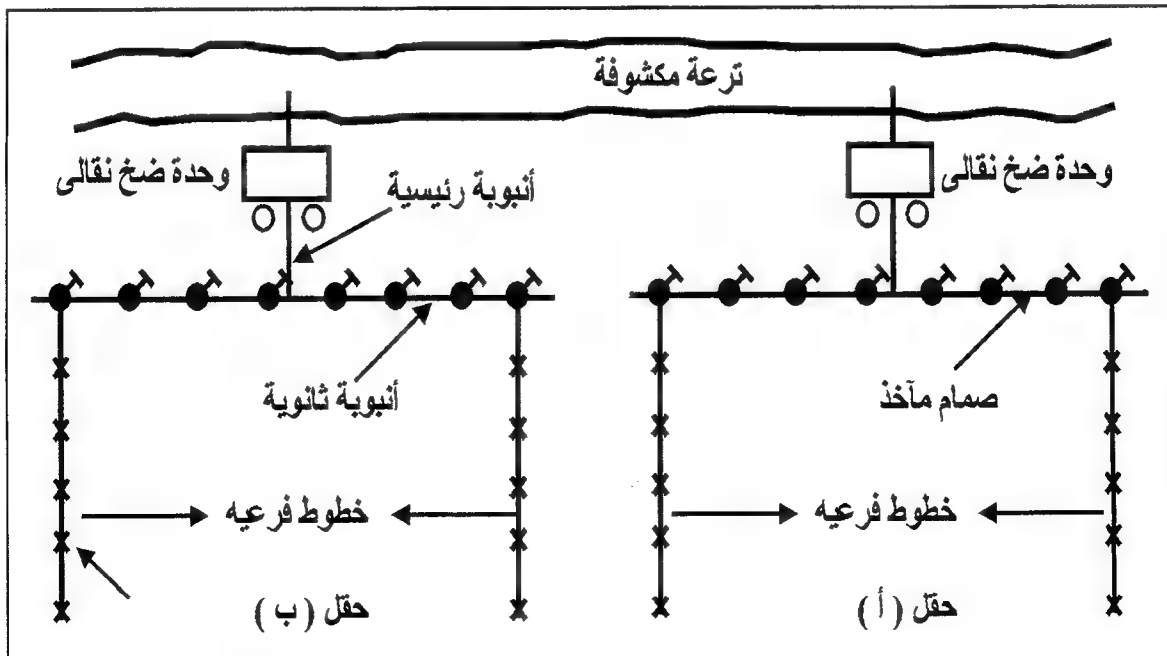 ترعة مكشوفة
وحدة ضخ نقالى
وحدة ضخ نقالى
أنبوبة رئيسية
صمام مآخذ
أنبوبة ثانوية
خطوط فرعيه
خطوط فرعيه
حقل ( أ )
حقل ( ب )